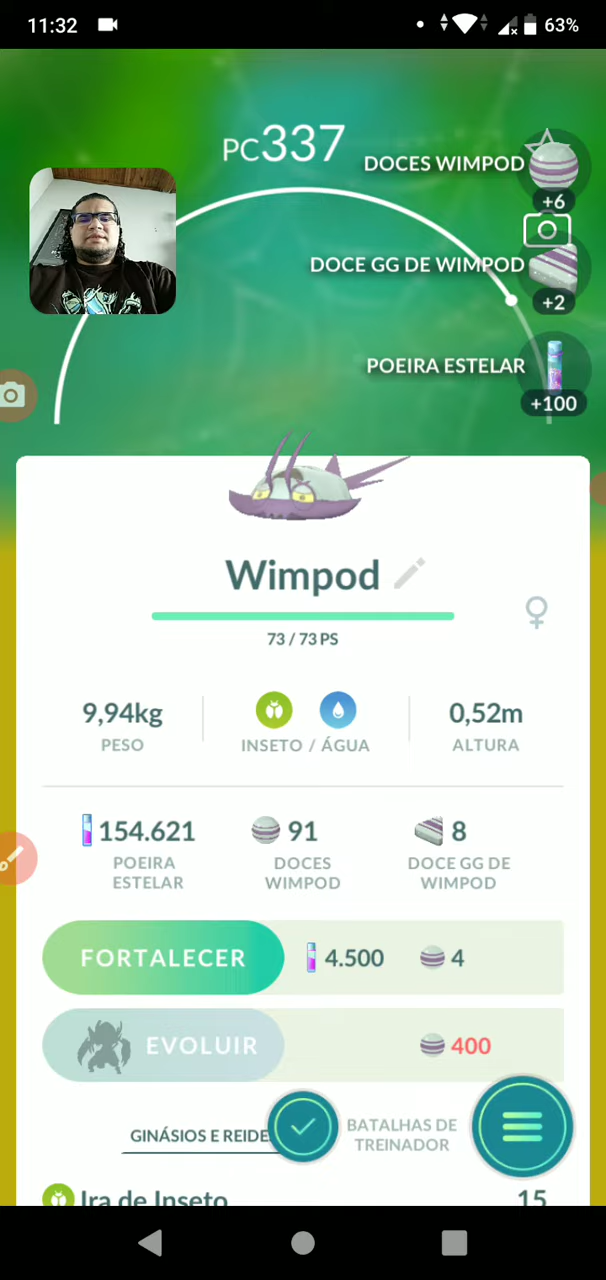 11:32
63%
PC337
DOCES WIMPOD
+6
DOCE GG DE WIMPOD
+2
POEIRA ESTELAR
+100
Wimpod
73 / 73 PS
9,94kg
PESO
INSETO / ÁGUA
0,52m
ALTURA
154.621
POEIRA
ESTELAR
91
DOCES
WIMPOD
8
DOCE GG DE
WIMPOD
FORTALECER
4.500
4
EVOLUIR
400
GINÁSIOS E REIDE
BATALHAS DE
TREINADOR
Ira de Inseto
15